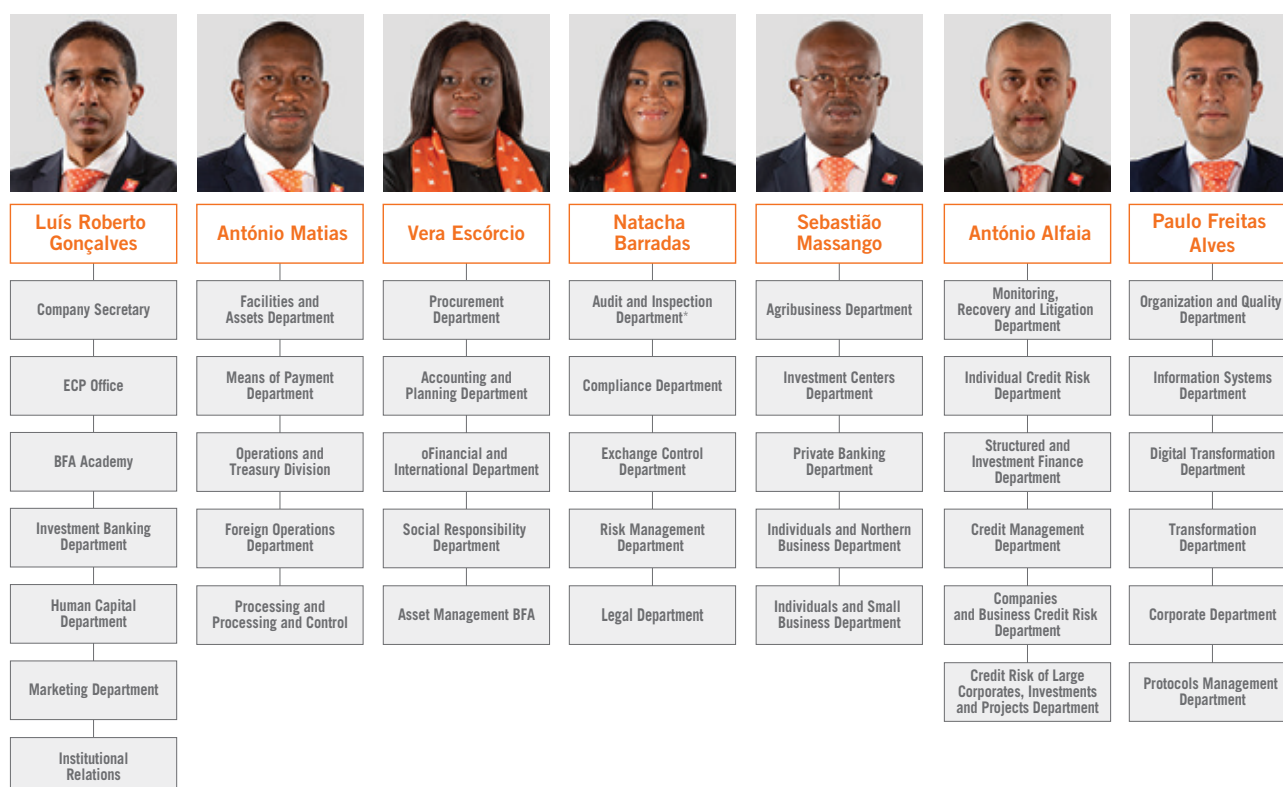 Luís Roberto
Gonçalves
Company Secretary
ECP Office
BFA Academy
Investment Banking
Department
Human Capital
Department
Marketing Department
Institutional
Relations
António Matias
Facilities and
Assets Department
Means of Payment
Department
Operations and
Treasury Division
Foreign Operations
Department
Processing and
Processing and Control
Vera Escórcio
Procurement
Department
Accounting and
Planning Department
oFinancial and
International Department
Social Responsibility
Department
Asset Management BFA
Natacha
Barradas
Audit and Inspection
Department*
Compliance Department
Exchange Control
Department
Risk Management
Department
Legal Department
Sebastião
Massango
Agribusiness Department
Investment Centers
Department
Private Banking
Department
Individuals and Northern
Business Department
Individuals and Small
Business Department
António Alfaia
Monitoring,
Recovery and Litigation
Department
Individual Credit Risk
Department
Structured and
Investment Finance
Department
Credit Management
Department
Companies
and Business Credit Risk
Department
Credit Risk of Large
Corporates, Investments
and Projects Department
Paulo Freitas
Alves
Organization and Quality
Department
Information Systems
Department
Digital Transformation
Department
Transformation
Department
Corporate Department
Protocols Management
Department